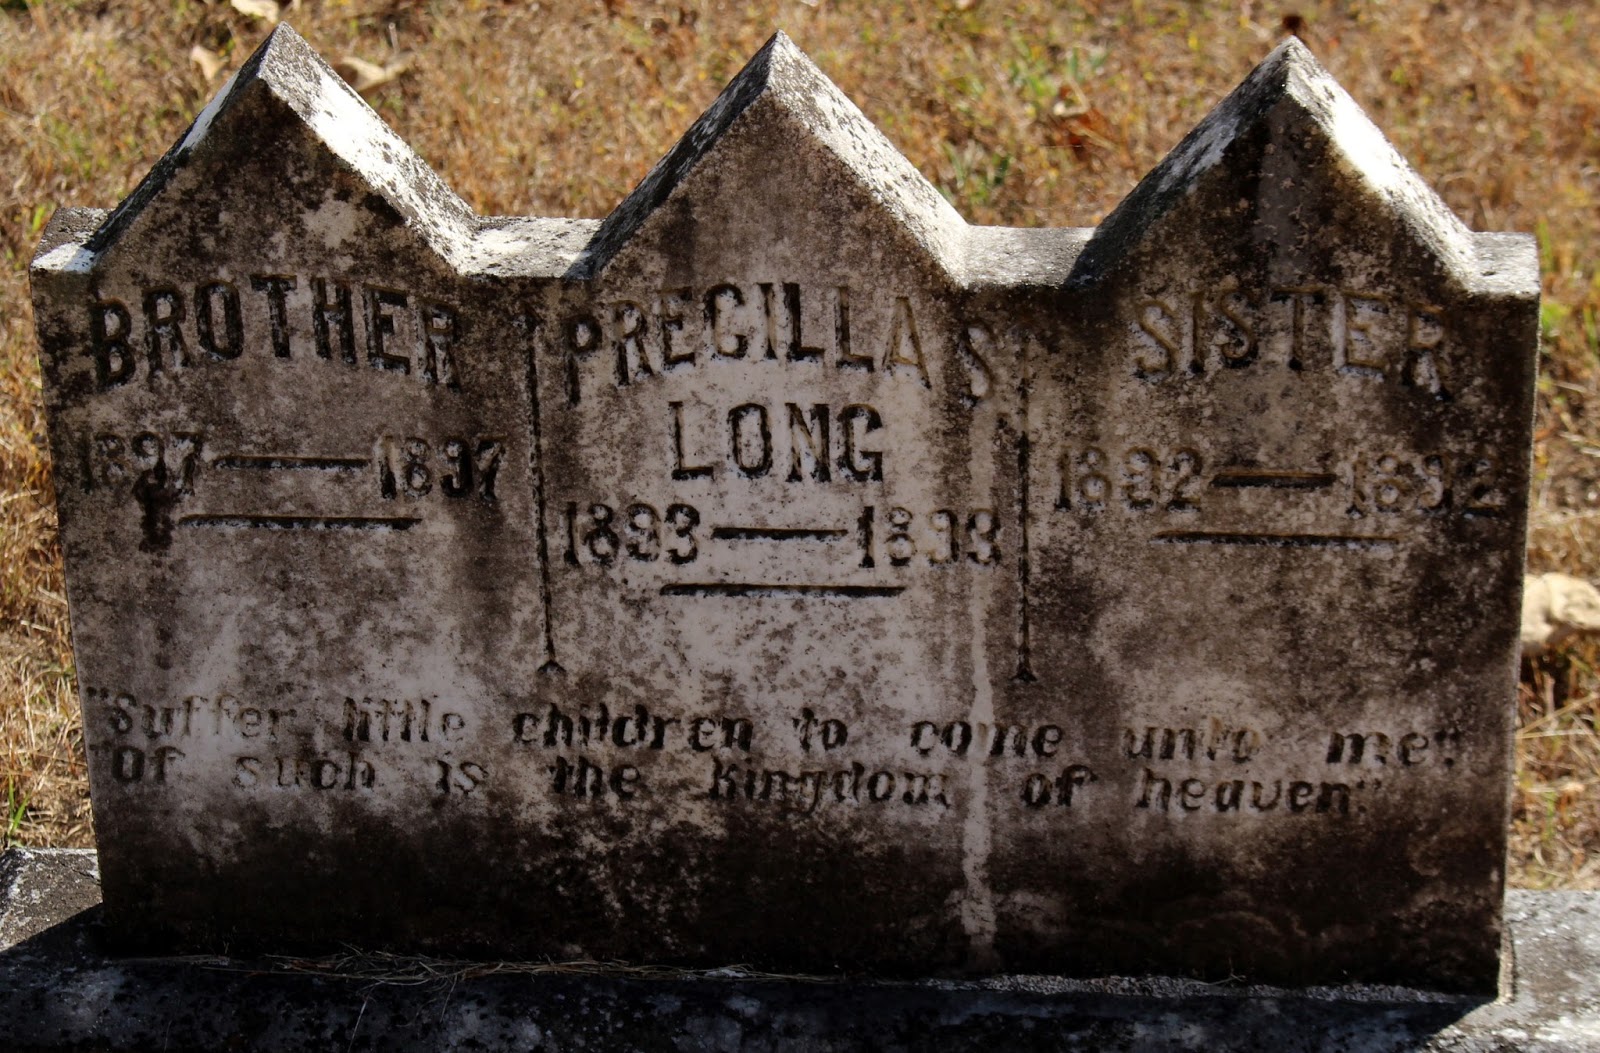 BROTHER
1897 — 1897
PRECILLA S.
LONG
1893 — 1893
SISTER
1892 — 1892
"Suffer little children to come unto me."
"Of such is the kingdom of heaven."